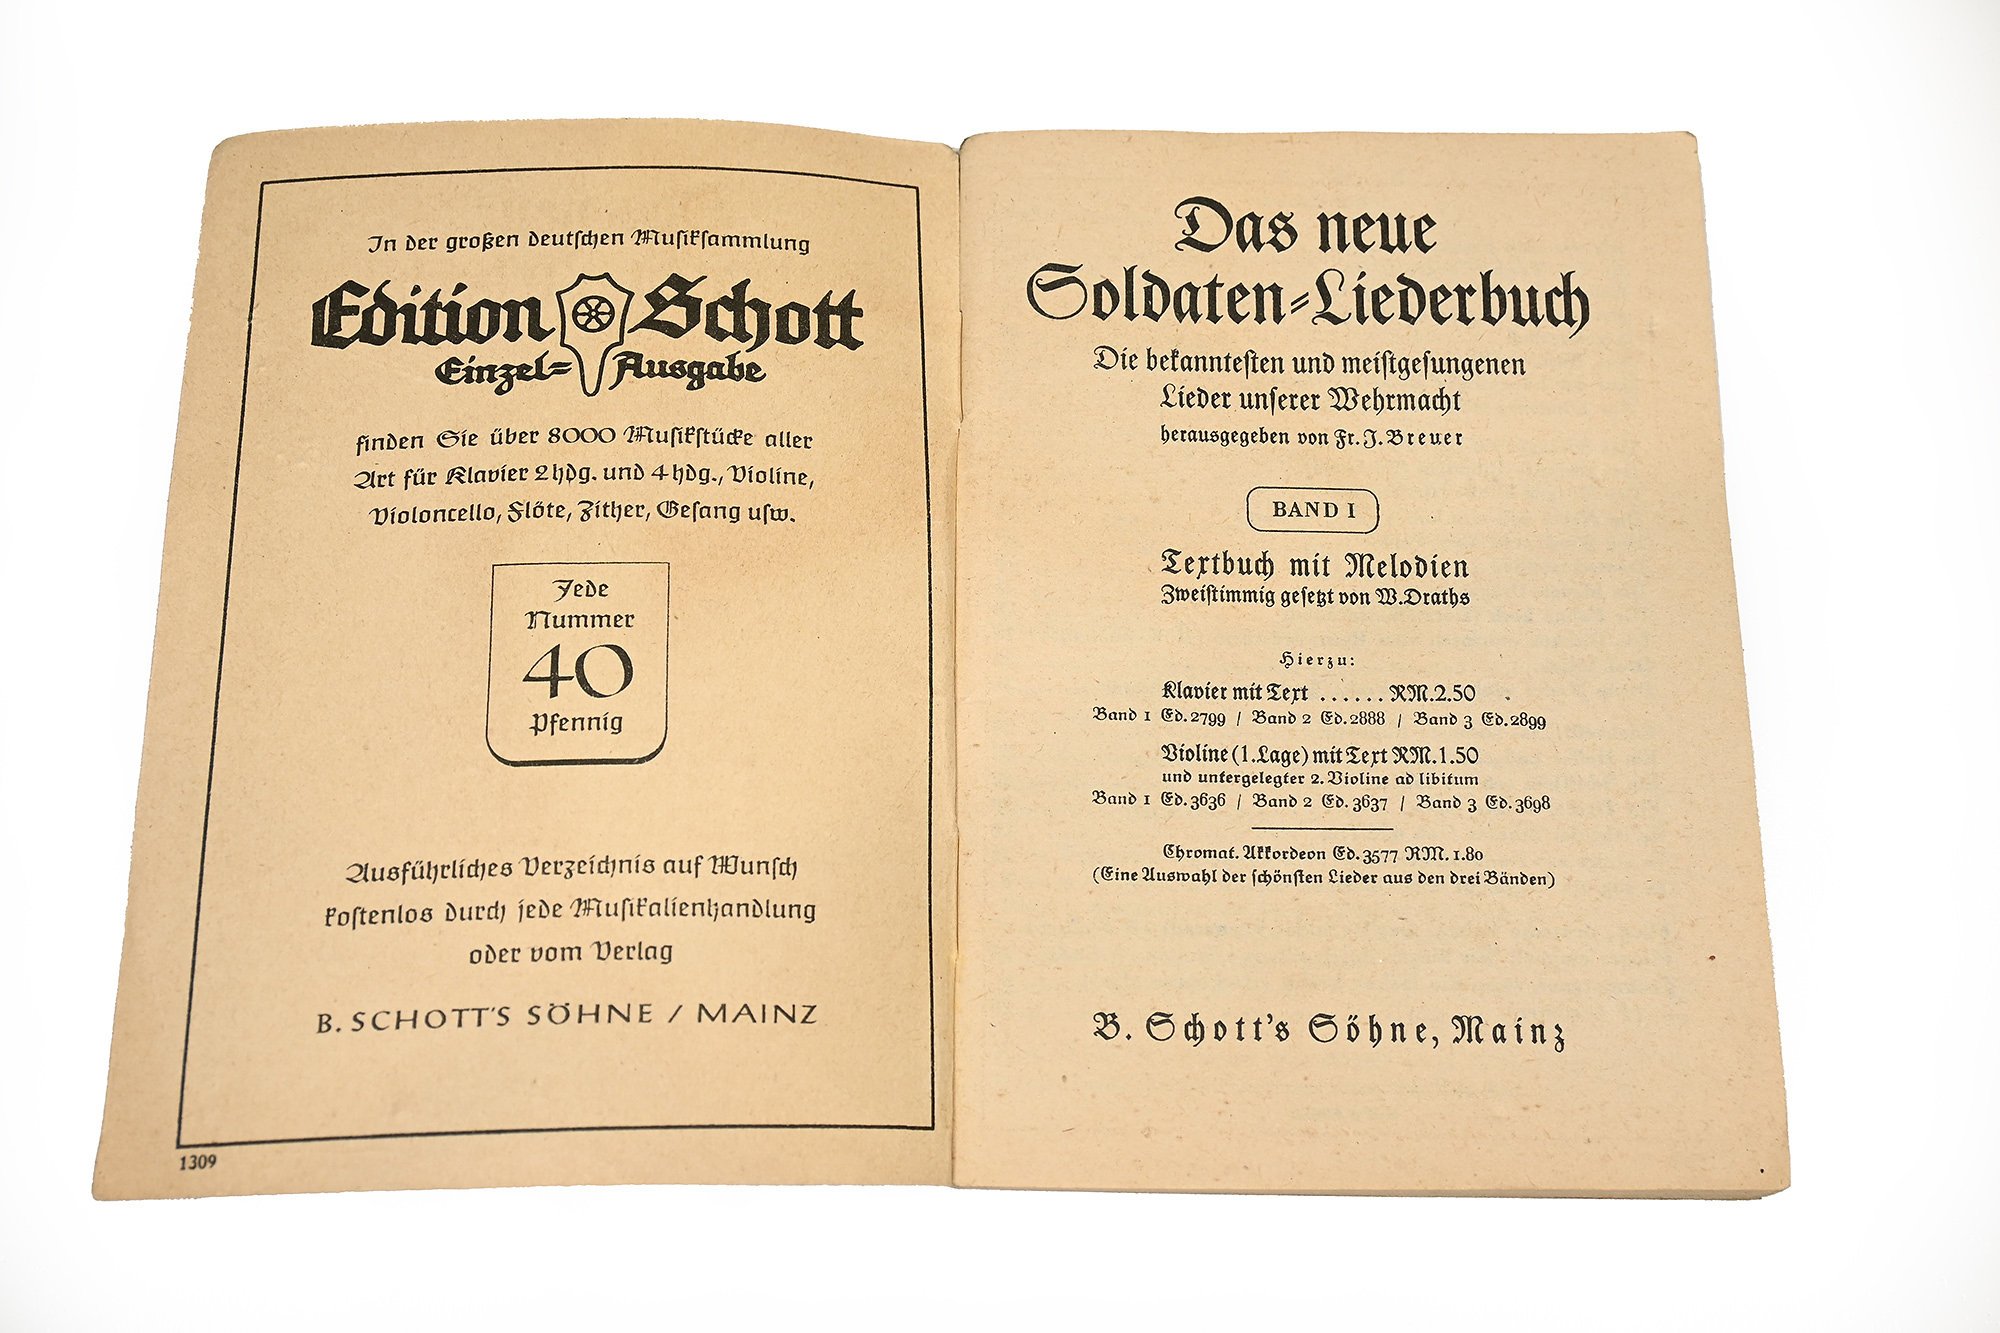 In der großen deutschen Musiksammlung
Edition Schott
Einzel=Ausgabe
finden Sie über 8000 Musikstücke aller
Art für Klavier 2hdg. und 4hdg., Violine,
Violoncello, Flöte, Zither, Gesang usw.
Jede
Nummer
40
Pfennig
Ausführliches Verzeichnis auf Wunsch
kostenlos durch jede Musikalienhandlung
oder vom Verlag
B. SCHOTT'S SÖHNE / MAINZ
1309
Das neue
Soldaten=Liederbuch
Die bekanntesten und meistgesungenen
Lieder unserer Wehrmacht
herausgegeben von Fr. J. Breuer
BAND I
Textbuch mit Melodien
Zweistimmig gesetzt von W. Draths
Hierzu:
Klavier mit Text ...... RM. 2.50
Band 1 Ed. 2799 / Band 2 Ed. 2888 / Band 3 Ed. 2899
Violine (1. Lage) mit Text RM. 1.50
und untergelegter 2. Violine ad libitum
Band 1 Ed. 3636 / Band 2 Ed. 3637 / Band 3 Ed. 3698
Chromat. Akkordeon Ed. 3577 RM. 1.80
(Eine Auswahl der schönsten Lieder aus den drei Bänden)
B. Schott's Söhne, Mainz